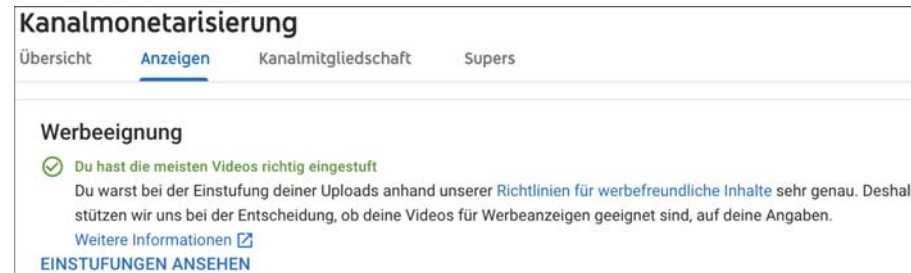 Kanalmonetarisierung
Übersicht Anzeigen Kanalmitgliedschaft Supers
Werbeeignung
Du hast die meisten Videos richtig eingestuft
Du warst bei der Einstufung deiner Uploads anhand unserer Richtlinien für werbefreundliche Inhalte sehr genau. Deshal
stützen wir uns bei der Entscheidung, ob deine Videos für Werbeanzeigen geeignet sind, auf deine Angaben.
Weitere Informationen
EINSTUFUNGEN ANSEHEN